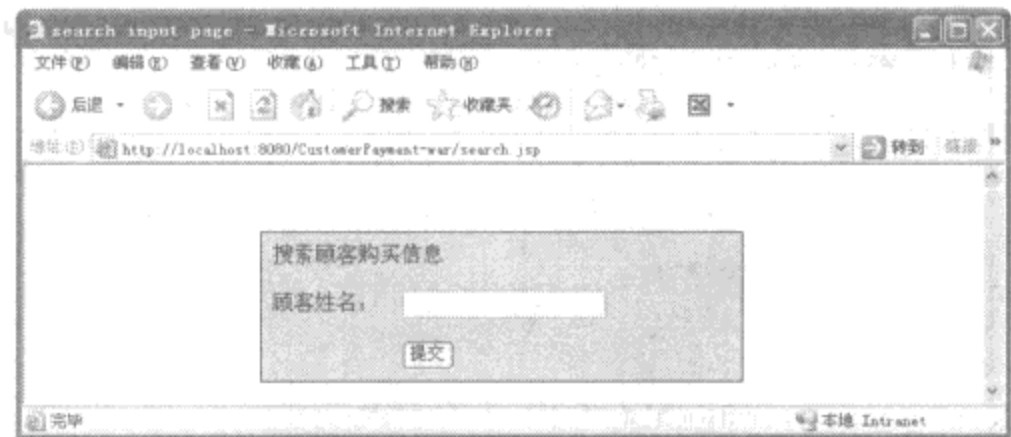 search input page - Microsoft Internet Explorer
文件(F) 编辑(E) 查看(V) 收藏(A) 工具(T) 帮助(H)
后退 搜索 收藏夹
地址(D) http://localhost:8080/CustomerPayment-war/search.jsp 转到 链接 »
搜索顾客购买信息
顾客姓名：
提交
完毕 本地 Intranet